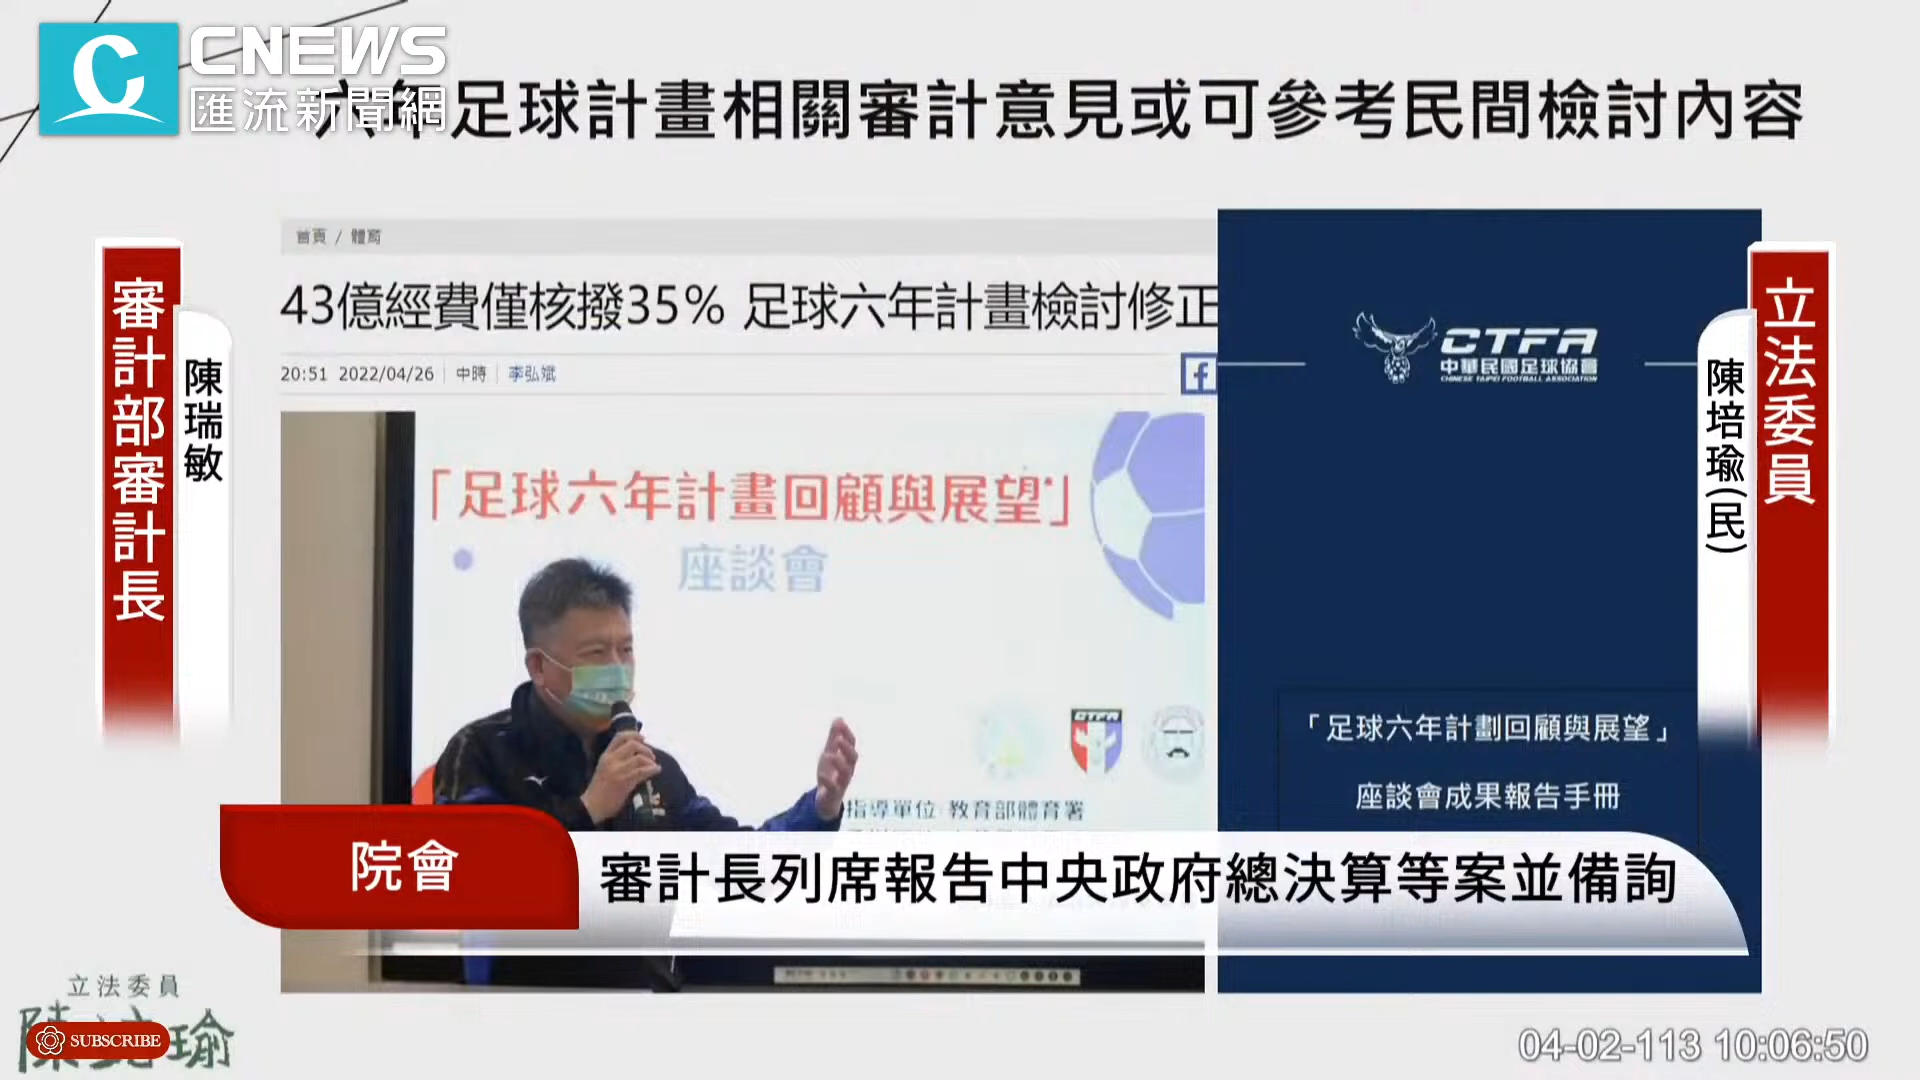 CNEWS
匯流新聞網
六年足球計畫相關審計意見或可參考民間檢討內容
首頁 / 體育
43億經費僅核撥35% 足球六年計畫檢討修正
20:51 2022/04/26 中時 李弘斌
「足球六年計畫回顧與展望」
座談會
CTFA
指導單位 教育部體育署
CTFA
中華民國足球協會
CHINESE TAIPEI FOOTBALL ASSOCIATION
「足球六年計劃回顧與展望」
座談會成果報告手冊
審計部審計長
陳瑞敏
立法委員
陳培瑜(民)
院會
審計長列席報告中央政府總決算等案並備詢
立法委員
陳培瑜
SUBSCRIBE
04-02-113 10:06:50